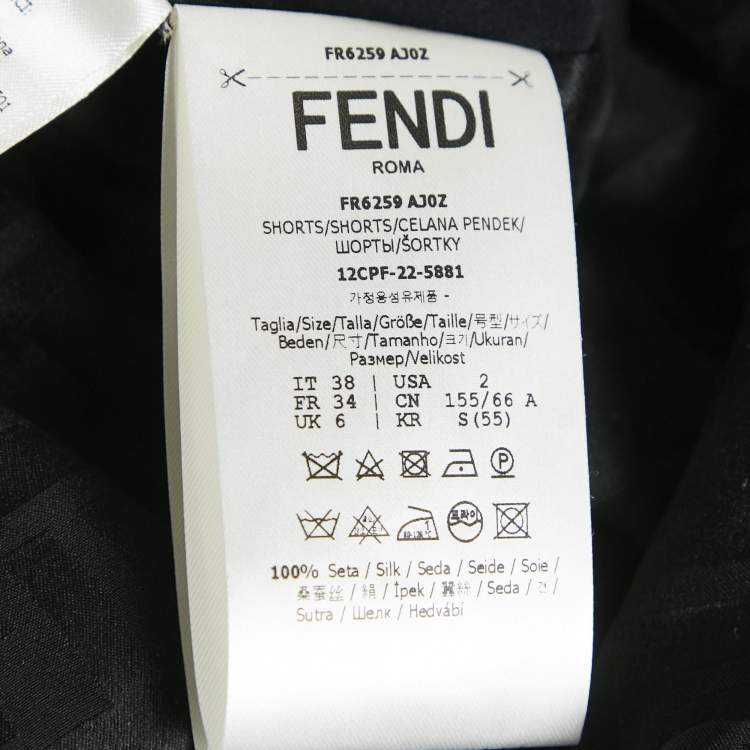 FR6259 AJ0Z
FENDI
ROMA
FR6259 AJ0Z
SHORTS/SHORTS/CELANA PENDEK/
ШОРТЫ/ŠORTKY
12CPF-22-5881
가정용섬유제품 -
Taglia/Size/Talla/Größe/Taille/号型/サイズ/
Beden/尺寸/Tamanho/크기/Ukuran/
Размер/Velikost
IT 38 | USA 2
FR 34 | CN 155/66 A
UK 6 | KR S(55)
P
드라이
100% Seta / Silk / Seda / Seide / Soie /
桑蚕丝 / 絹 / İpek / 蠶絲 / Seda / 견 /
Sutra / Шелк / Hedvábí